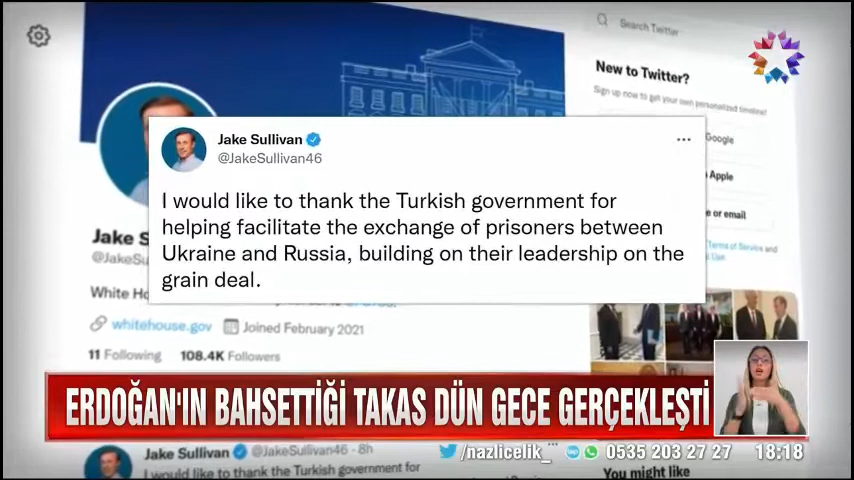 Search Twitter
New to Twitter?
Sign up now to get your own personalized timeline!
Google
Apple
e or email
Terms of Service and
Jake Sullivan
@JakeSullivan46
I would like to thank the Turkish government for
helping facilitate the exchange of prisoners between
Ukraine and Russia, building on their leadership on the
grain deal.
Jake S
@JakeSu
White Ho
whitehouse.gov Joined February 2021
11 Following 108.4K Followers
ERDOĞAN'IN BAHSETTİĞİ TAKAS DÜN GECE GERÇEKLEŞTİ
Jake Sullivan @JakeSullivan46 · 8h
I would like to thank the Turkish government for
/nazlicelik_ 0535 203 27 27 18:18
You might like